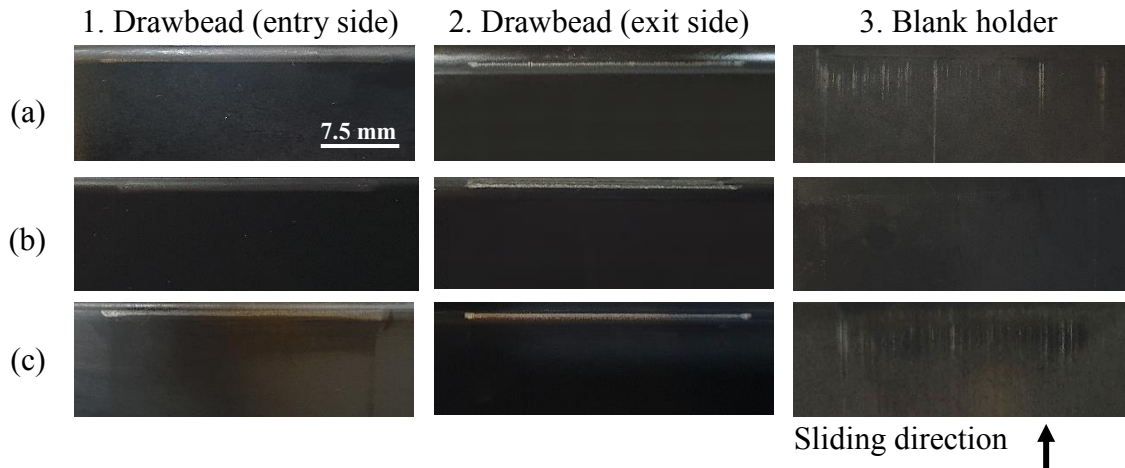 1. Drawbead (entry side) 2. Drawbead (exit side) 3. Blank holder
(a)
7.5 mm
(b)
(c)
Sliding direction